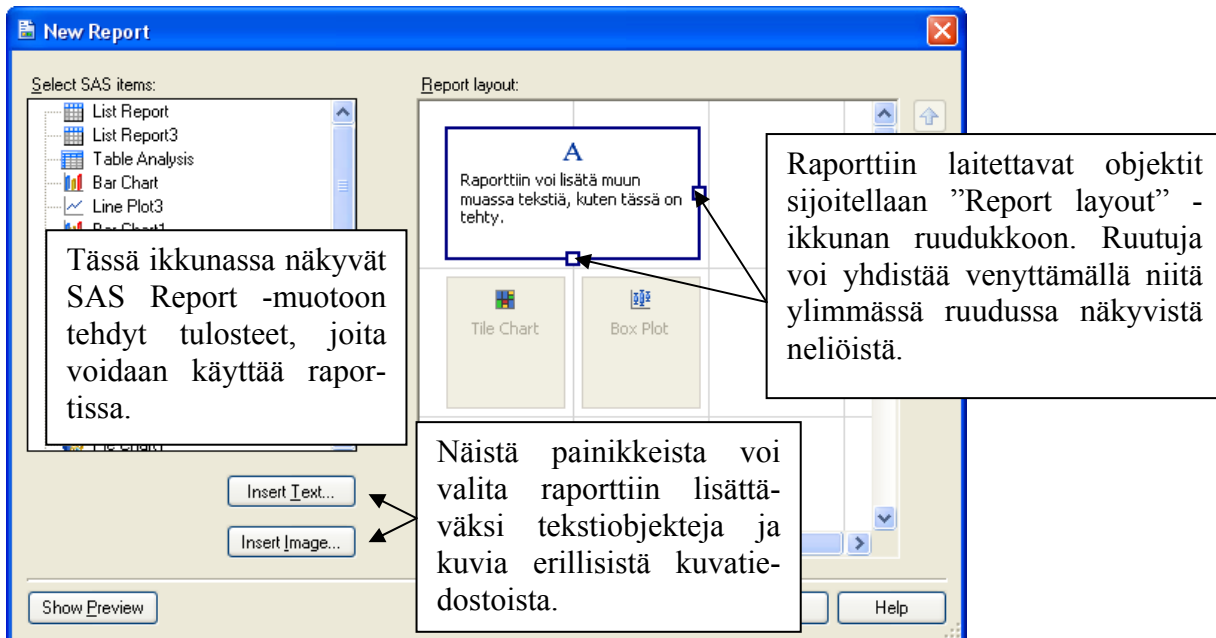 New Report
Select SAS items:
List Report
List Report3
Table Analysis
Bar Chart
Line Plot3
Bar Chart1
Pie Chart1
Tässä ikkunassa näkyvät
SAS Report -muotoon
tehdyt tulosteet, joita
voidaan käyttää rapor-
tissa.
Insert Text...
Insert Image...
Show Preview
Report layout:
A
Raporttiin voi lisätä muun
muassa tekstiä, kuten tässä on
tehty.
Tile Chart
Box Plot
Raporttiin laitettavat objektit
sijoitellaan ”Report layout” -
ikkunan ruudukkoon. Ruutuja
voi yhdistää venyttämällä niitä
ylimmässä ruudussa näkyvistä
neliöistä.
Näistä painikkeista voi
valita raporttiin lisättä-
väksi tekstiobjekteja ja
kuvia erillisistä kuvatie-
dostoista.
Help